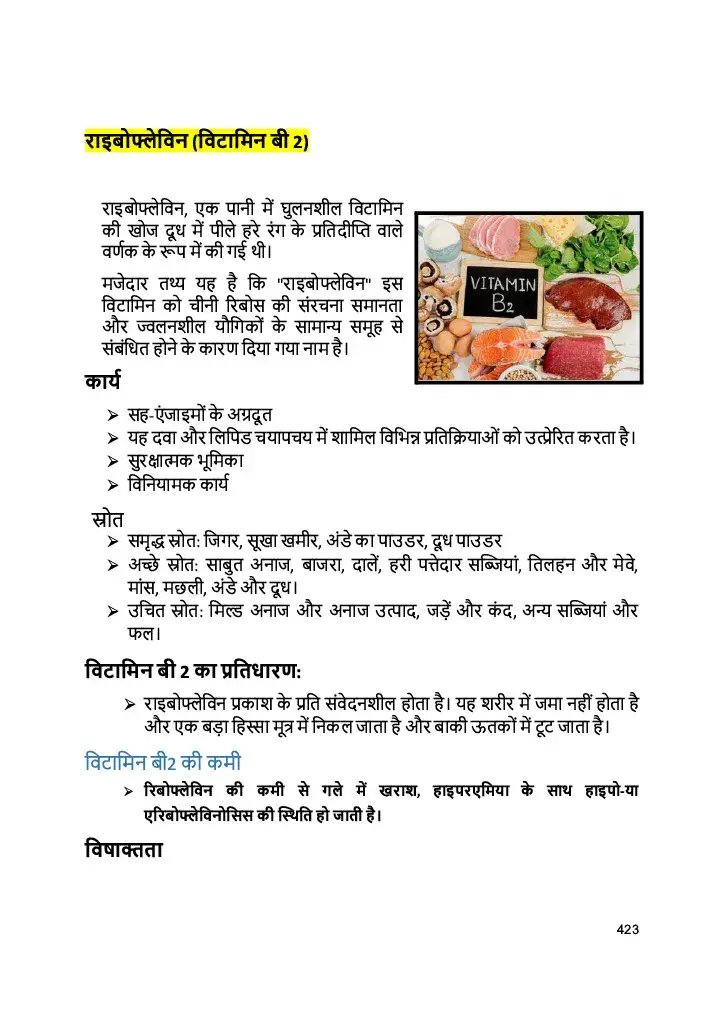 राइबोफ्लेविन (विटामिन बी 2)
राइबोफ्लेविन, एक पानी में घुलनशील विटामिन
की खोज दूध में पीले हरे रंग के प्रतिदीप्ति वाले
वर्णक के रूप में की गई थी।
मजेदार तथ्य यह है कि "राइबोफ्लेविन" इस
विटामिन को चीनी रिबोस की संरचना समानता
और ज्वलनशील यौगिकों के सामान्य समूह से
संबंधित होने के कारण दिया गया नाम है।
VITAMIN
B2
कार्य
➢ सह-एंजाइमों के अग्रदूत
➢ यह दवा और लिपिड चयापचय में शामिल विभिन्न प्रतिक्रियाओं को उत्प्रेरित करता है।
➢ सुरक्षात्मक भूमिका
➢ विनियामक कार्य
स्रोत
➢ समृद्ध स्रोत: जिगर, सूखा खमीर, अंडे का पाउडर, दूध पाउडर
➢ अच्छे स्रोत: साबुत अनाज, बाजरा, दालें, हरी पत्तेदार सब्जियां, तिलहन और मेवे,
मांस, मछली, अंडे और दूध।
➢ उचित स्रोत: मिल्ड अनाज और अनाज उत्पाद, जड़ें और कंद, अन्य सब्जियां और
फल।
विटामिन बी 2 का प्रतिधारण:
➢ राइबोफ्लेविन प्रकाश के प्रति संवेदनशील होता है। यह शरीर में जमा नहीं होता है
और एक बड़ा हिस्सा मूत्र में निकल जाता है और बाकी ऊतकों में टूट जाता है।
विटामिन बी2 की कमी
➢ रिबोफ्लेविन की कमी से गले में खराश, हाइपरएमिया के साथ हाइपो-या
एरिबोफ्लेविनोसिस की स्थिति हो जाती है।
विषाक्तता
423